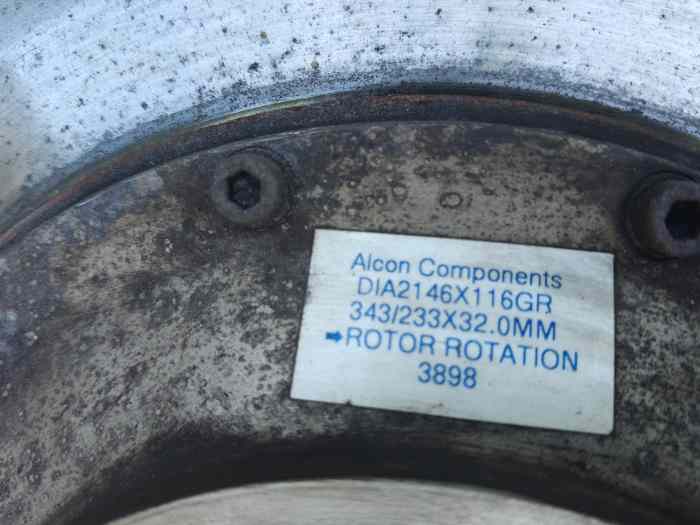 Alcon Components
DIA2146X116GR
343/233X32.0MM
➡ROTOR ROTATION
3898